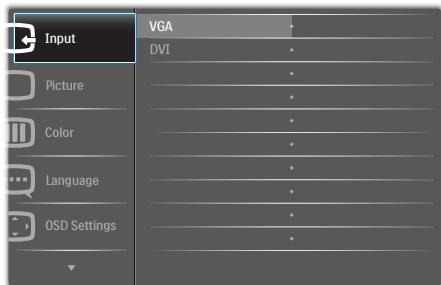 Input
VGA
DVI
Picture
Color
Language
OSD Settings